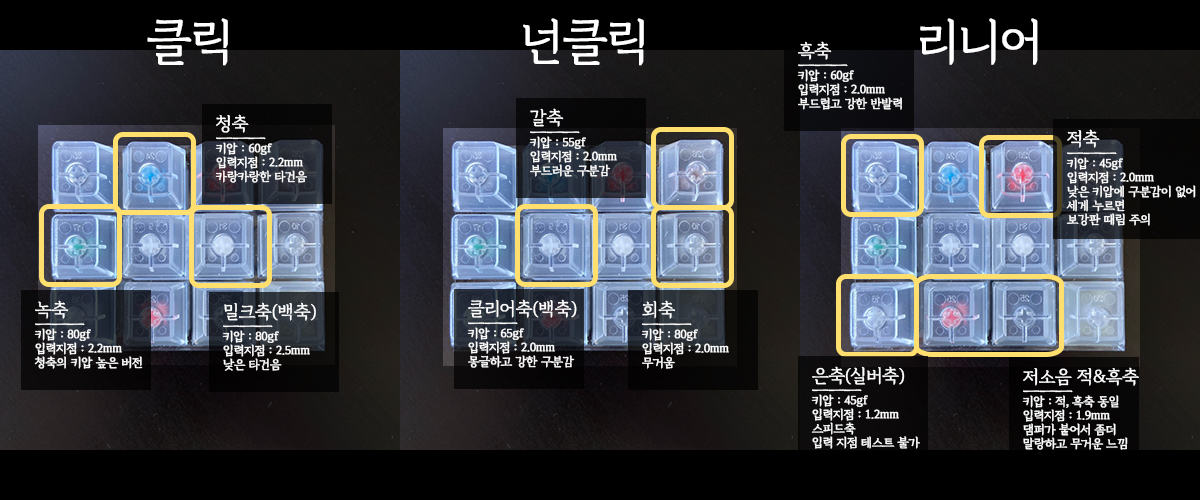 클릭
청축
키압 : 60gf
입력지점 : 2.2mm
카랑카랑한 타건음
녹축
키압 : 80gf
입력지점 : 2.2mm
청축의 키압 높은 버전
밀크축(백축)
키압 : 80gf
입력지점 : 2.5mm
낮은 타건음
넌클릭
갈축
키압 : 55gf
입력지점 : 2.0mm
부드러운 구분감
클리어축(백축)
키압 : 65gf
입력지점 : 2.0mm
몽글하고 강한 구분감
회축
키압 : 80gf
입력지점 : 2.0mm
무거움
리니어
흑축
키압 : 60gf
입력지점 : 2.0mm
부드럽고 강한 반발력
적축
키압 : 45gf
입력지점 : 2.0mm
낮은 키압에 구분감이 없어
세게 누르면
보강판 때림 주의
은축(실버축)
키압 : 45gf
입력지점 : 1.2mm
스피드축
입력 지점 테스트 불가
저소음 적&흑축
키압 : 적, 흑축 동일
입력지점 : 1.9mm
댐퍼가 붙어서 좀더
말랑하고 무거운 느낌